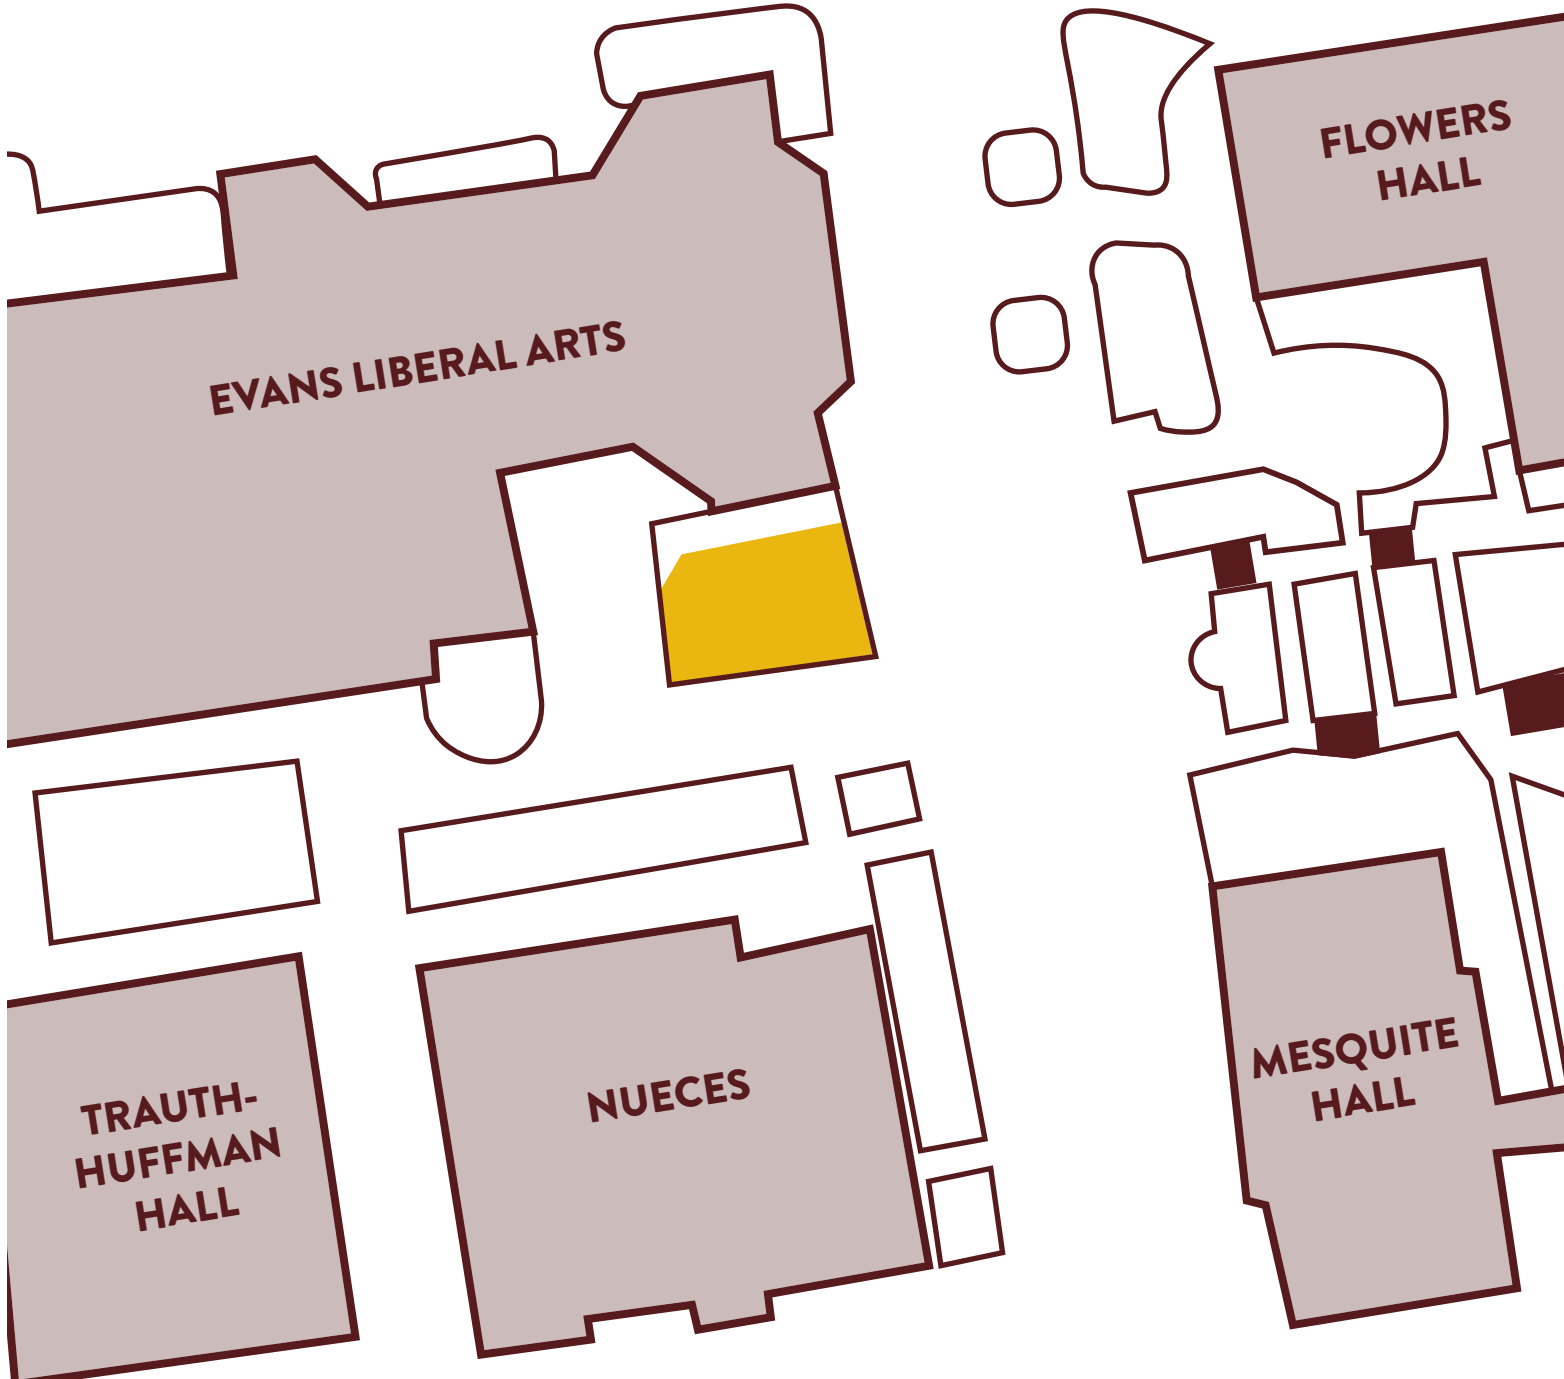 FLOWERS
HALL
EVANS LIBERAL ARTS
MESQUITE
HALL
NUECES
TRAUTH-
HUFFMAN
HALL